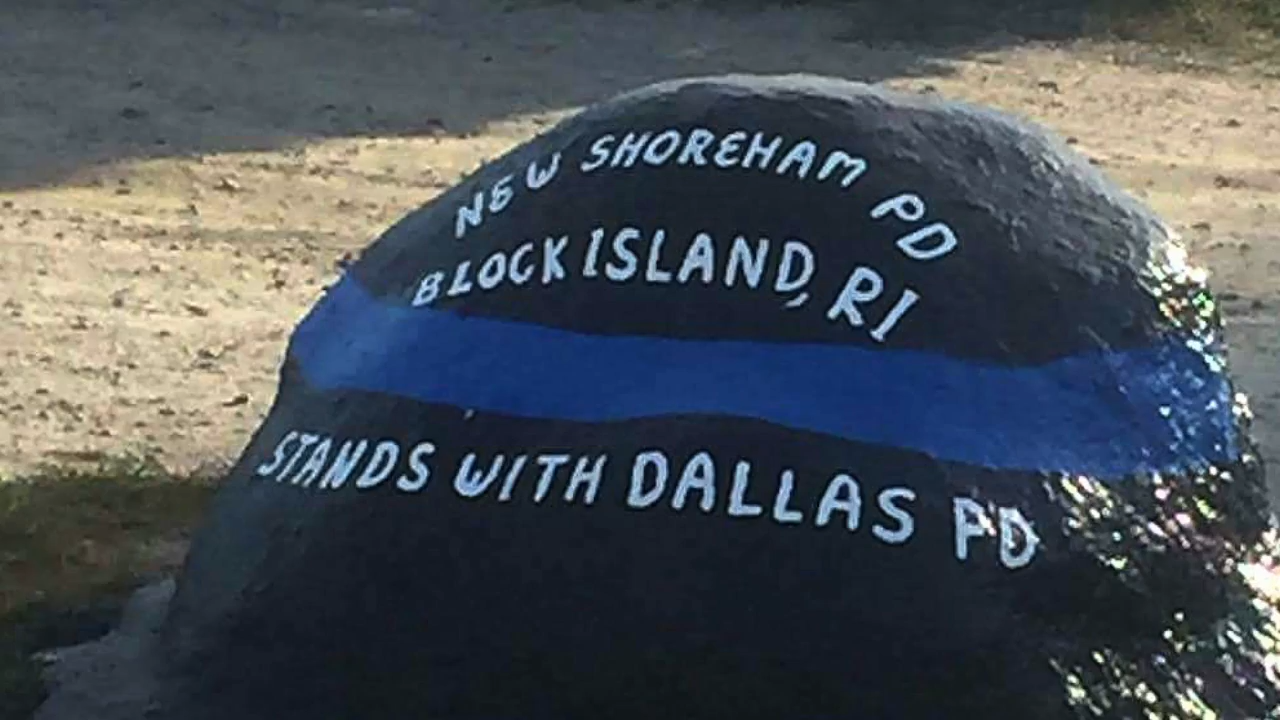 NEW SHOREHAM PD
BLOCK ISLAND, RI
STANDS WITH DALLAS PD